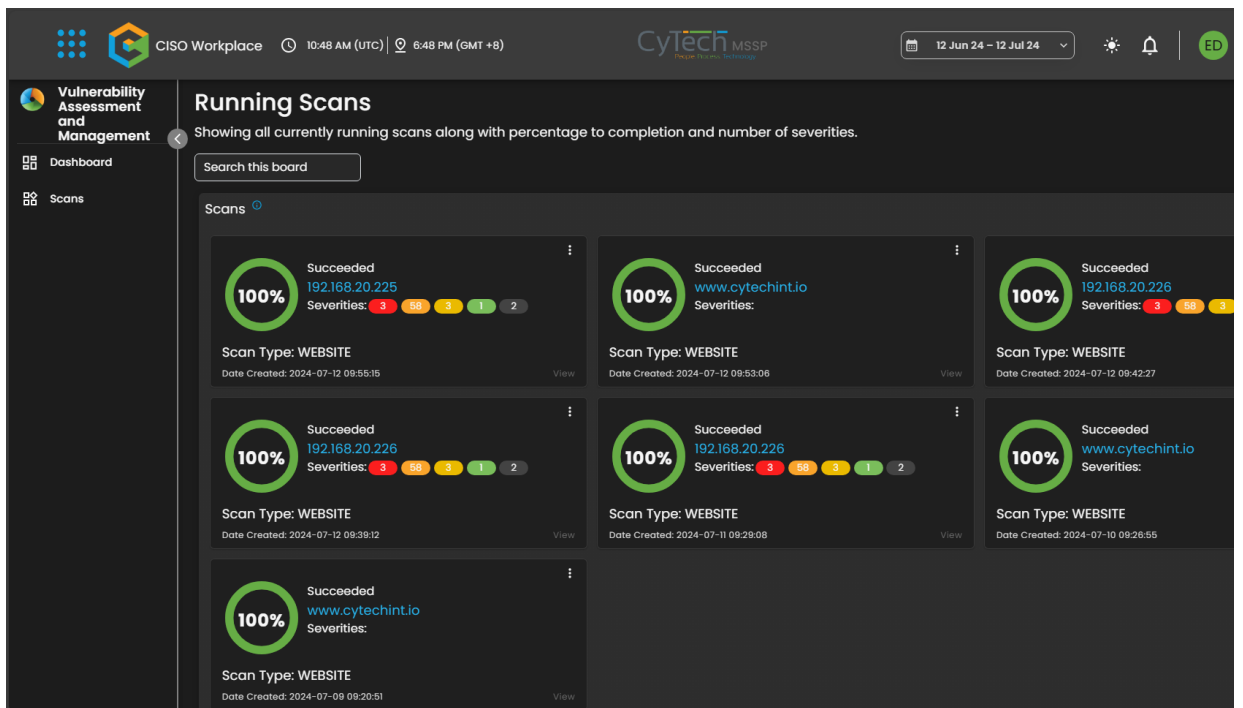 CISO Workplace
10:48 AM (UTC)
6:48 PM (GMT +8)
CyTech MSSP
People Process Technology
12 Jun 24 – 12 Jul 24
ED
Vulnerability
Assessment
and
Management
Dashboard
Scans
Running Scans
Showing all currently running scans along with percentage to completion and number of severities.
Search this board
Scans
100%
Succeeded
192.168.20.225
Severities: 3 58 3 1 2
Scan Type: WEBSITE
Date Created: 2024-07-12 09:55:15
View
100%
Succeeded
www.cytechint.io
Severities:
Scan Type: WEBSITE
Date Created: 2024-07-12 09:53:06
View
100%
Succeeded
192.168.20.226
Severities: 3 58 3
Scan Type: WEBSITE
Date Created: 2024-07-12 09:42:27
100%
Succeeded
192.168.20.226
Severities: 3 58 3 1 2
Scan Type: WEBSITE
Date Created: 2024-07-12 09:39:12
View
100%
Succeeded
192.168.20.226
Severities: 3 58 3 1 2
Scan Type: WEBSITE
Date Created: 2024-07-11 09:29:08
View
100%
Succeeded
www.cytechint.io
Severities:
Scan Type: WEBSITE
Date Created: 2024-07-10 09:26:55
100%
Succeeded
www.cytechint.io
Severities:
Scan Type: WEBSITE
Date Created: 2024-07-09 09:20:51
View